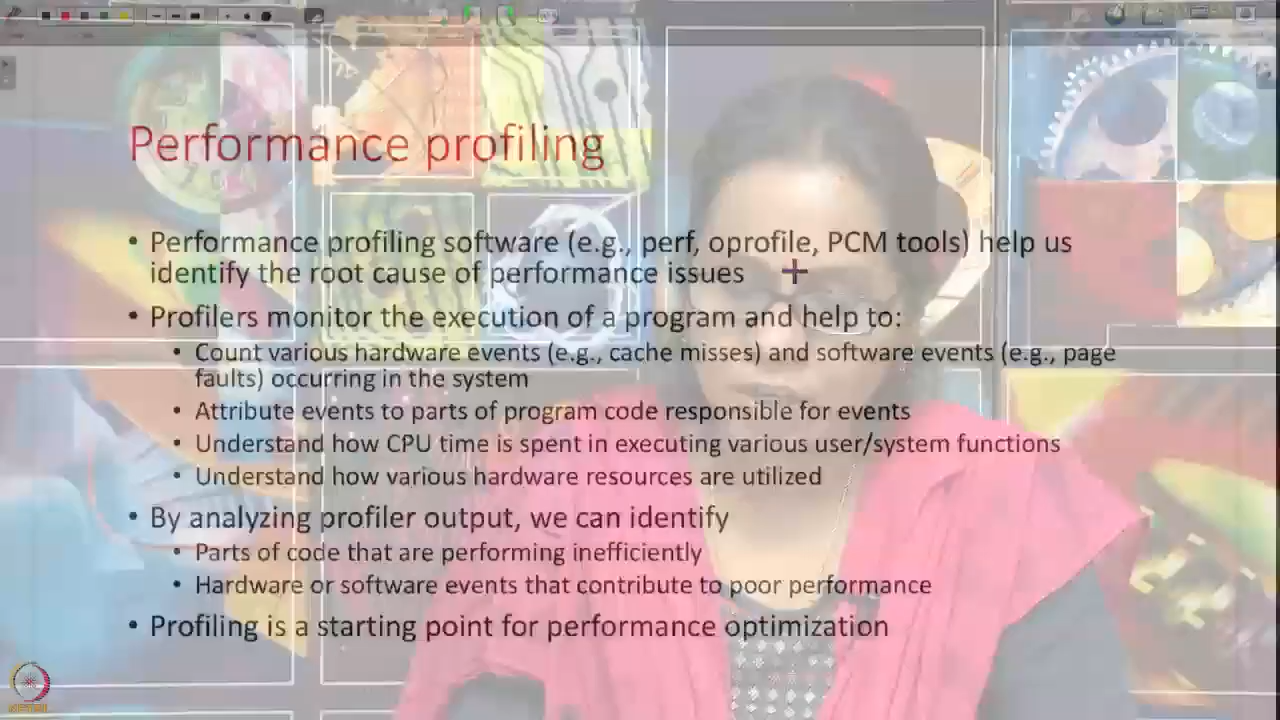 Performance profiling
• Performance profiling software (e.g., perf, oprofile, PCM tools) help us
identify the root cause of performance issues
• Profilers monitor the execution of a program and help to:
• Count various hardware events (e.g., cache misses) and software events (e.g., page
faults) occurring in the system
• Attribute events to parts of program code responsible for events
• Understand how CPU time is spent in executing various user/system functions
• Understand how various hardware resources are utilized
• By analyzing profiler output, we can identify
• Parts of code that are performing inefficiently
• Hardware or software events that contribute to poor performance
• Profiling is a starting point for performance optimization
NPTEL